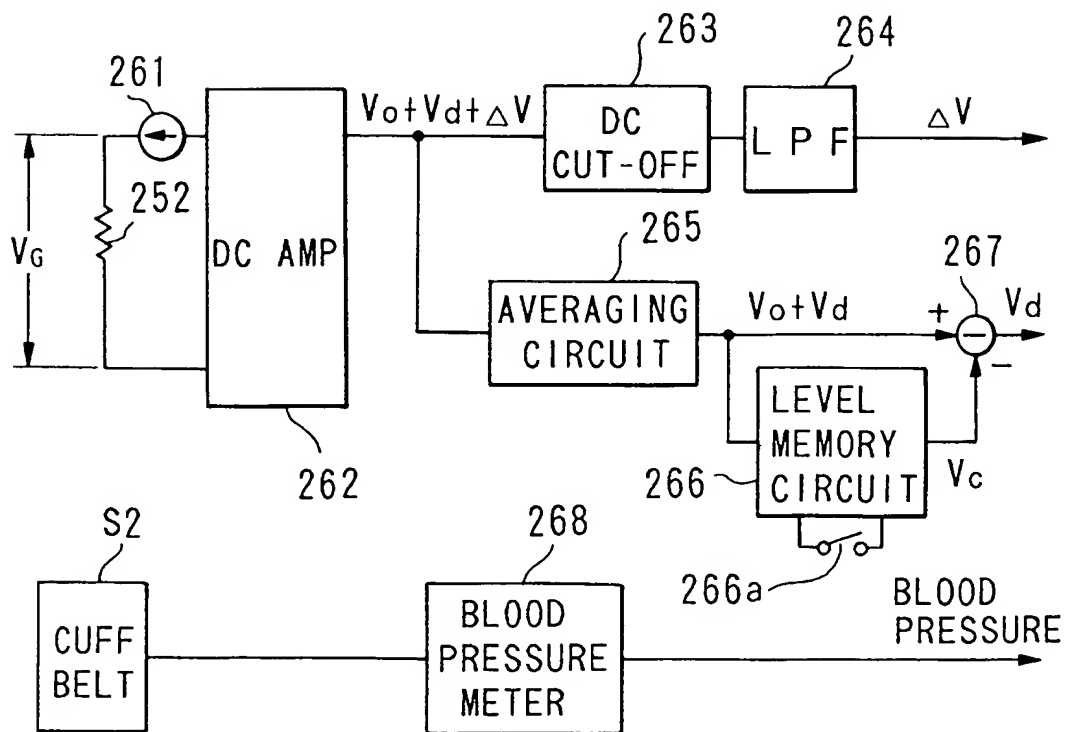 263
264
261
Vo+Vd+△V
DC
CUT-OFF
LPF
△V
252
VG
DC AMP
265
267
AVERAGING
CIRCUIT
Vo+Vd
+
−
Vd
−
LEVEL
MEMORY
CIRCUIT
262
266
Vc
S2
268
266a
BLOOD
PRESSURE
CUFF
BELT
BLOOD
PRESSURE
METER